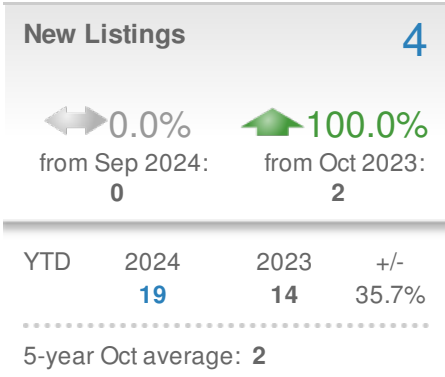 New Listings 4
0.0% 100.0%
from Sep 2024: from Oct 2023:
0 2
YTD 2024 2023 +/-
19 14 35.7%
5-year Oct average: 2